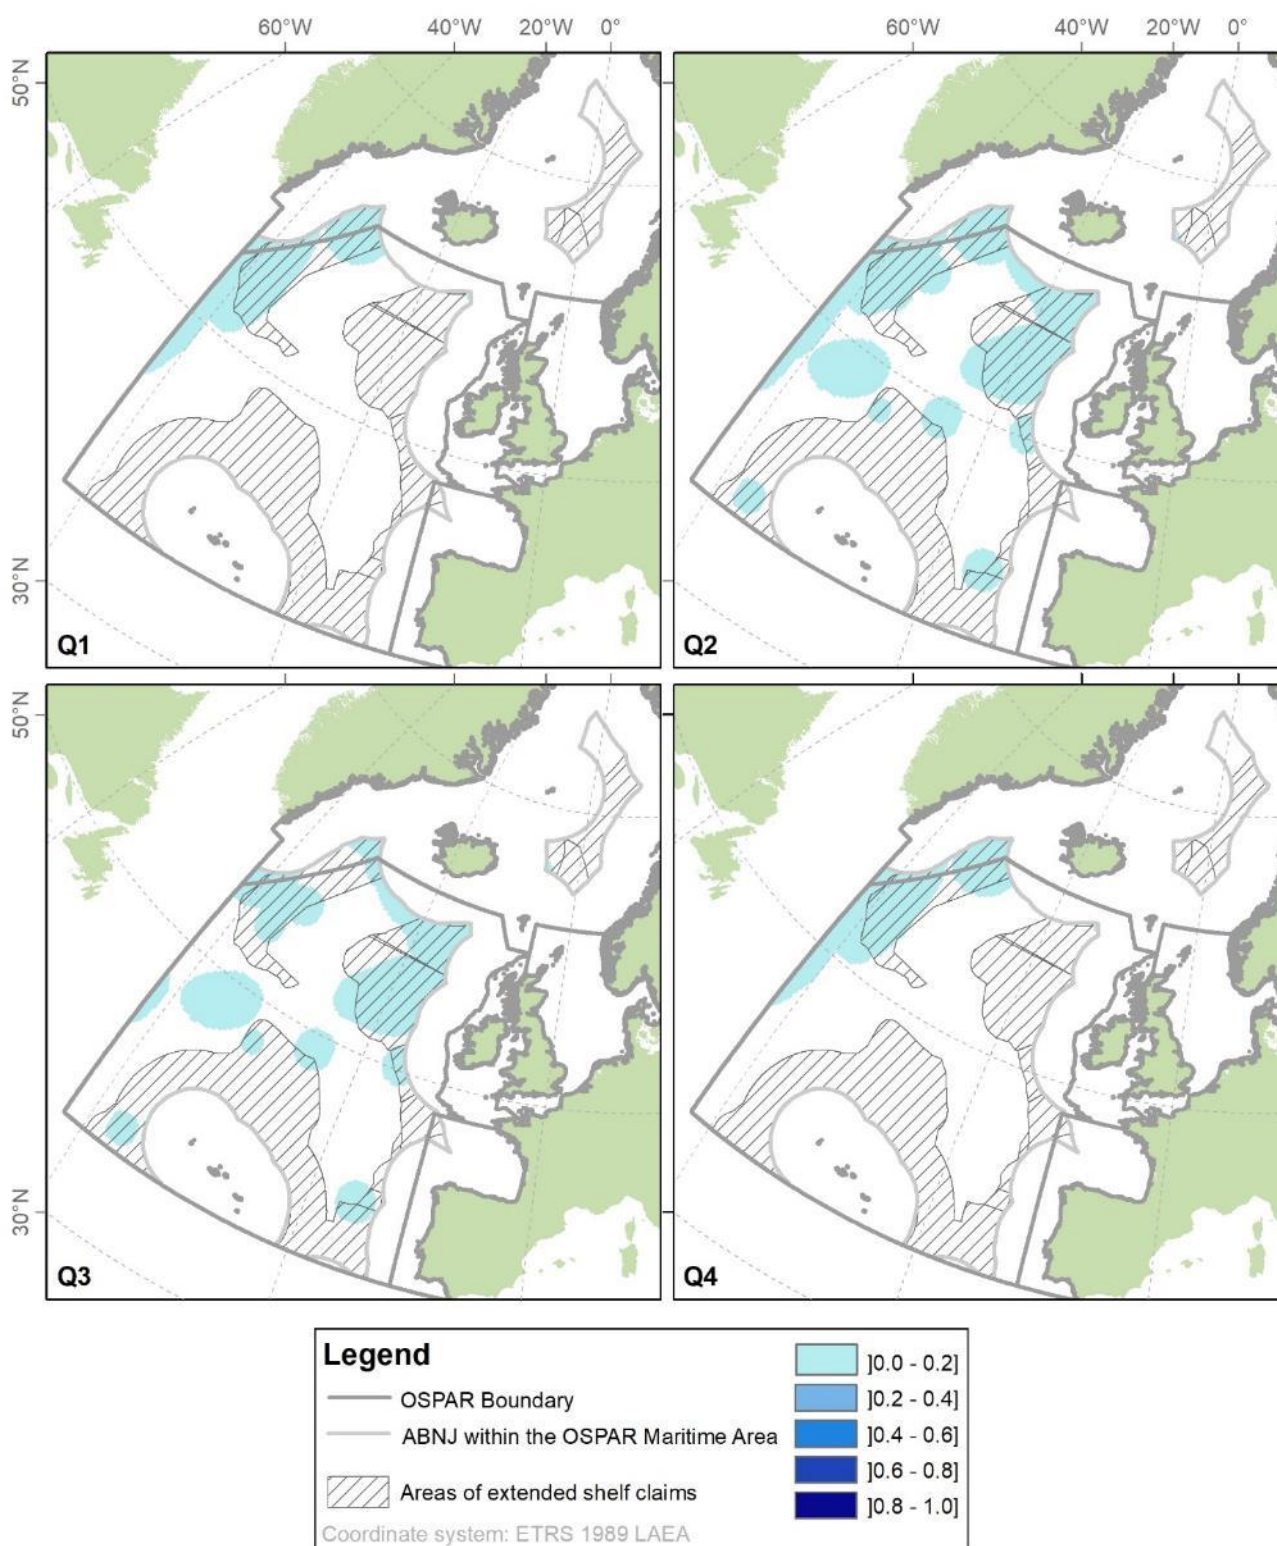 60°W 40°W 20°W 0° 60°W 40°W 20°W 0°
50°N
30°N
Q1 Q2
50°N
30°N
Q3 Q4
Legend
OSPAR Boundary
ABNJ within the OSPAR Maritime Area
Areas of extended shelf claims
Coordinate system: ETRS 1989 LAEA
]0.0 - 0.2]
]0.2 - 0.4]
]0.4 - 0.6]
]0.6 - 0.8]
]0.8 - 1.0]